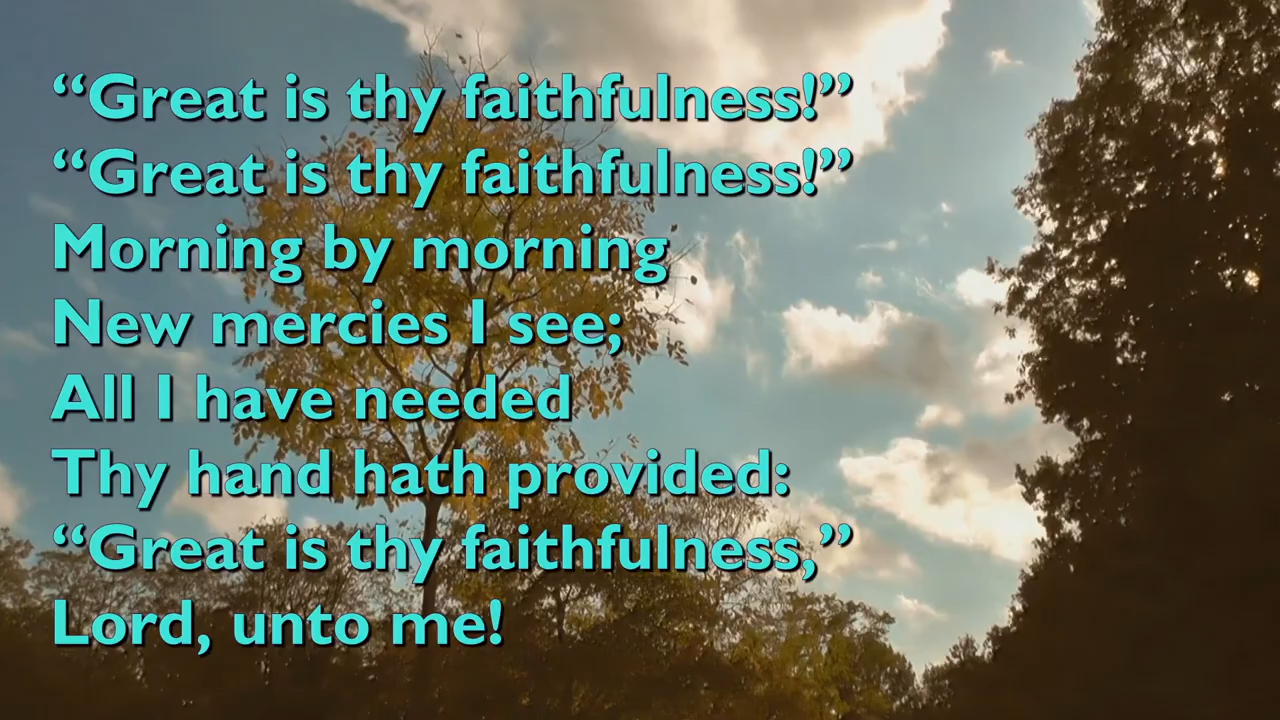 “Great is thy faithfulness!”
“Great is thy faithfulness!”
Morning by morning
New mercies I see;
All I have needed
Thy hand hath provided:
“Great is thy faithfulness,”
Lord, unto me!